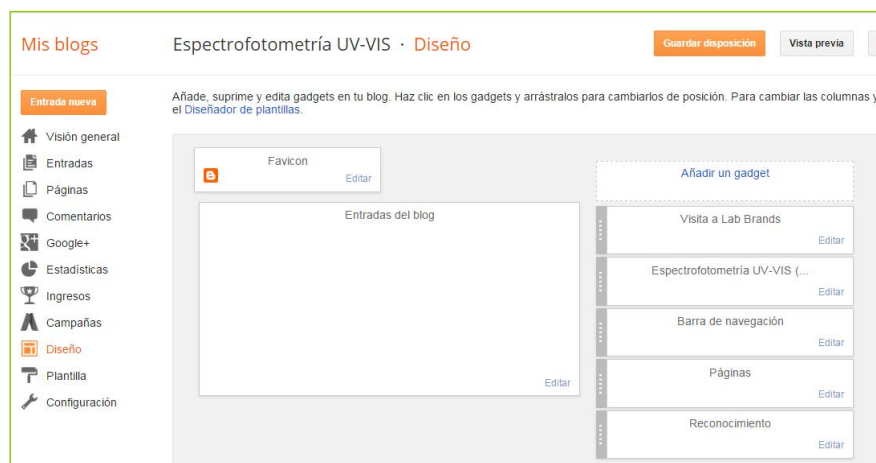 Mis blogs
Espectrofotometría UV-VIS · Diseño
Guardar disposición
Vista previa
Entrada nueva
Añade, suprime y edita gadgets en tu blog. Haz clic en los gadgets y arrástralos para cambiarlos de posición. Para cambiar las columnas y
el Diseñador de plantillas.
Visión general
Entradas
Páginas
Comentarios
Google+
Estadísticas
Ingresos
Campañas
Diseño
Plantilla
Configuración
Favicon
Editar
Entradas del blog
Editar
Añadir un gadget
Visita a Lab Brands
Editar
Espectrofotometría UV-VIS (...
Editar
Barra de navegación
Editar
Páginas
Editar
Reconocimiento
Editar